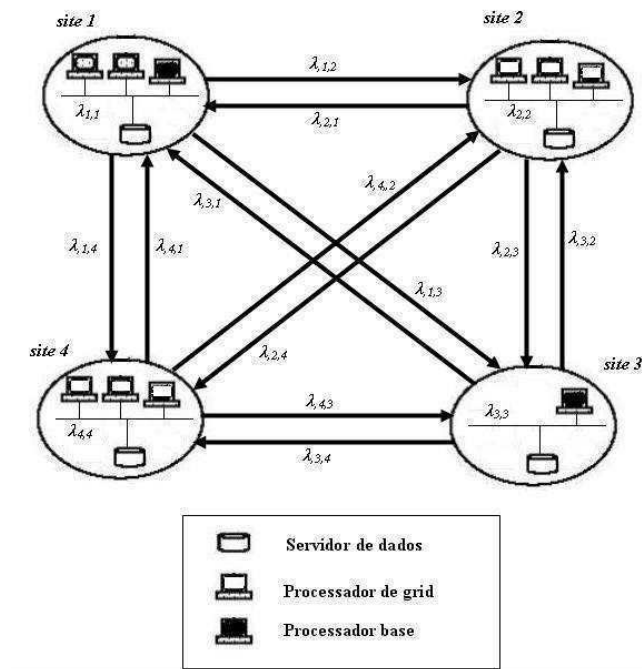 site 1
site 2
λ1,1
λ1,2
λ2,1
λ2,2
λ3,1
λ4,,2
λ1,4
λ4,1
λ1,3
λ2,3
λ3,2
site 4
λ2,4
site 3
λ4,4
λ4,3
λ3,3
λ3,4
Servidor de dados
Processador de grid
Processador base